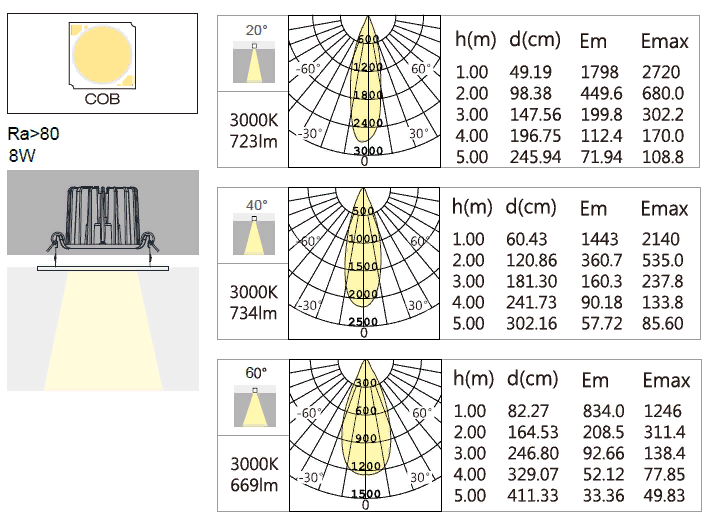 COB
Ra>80
8W
20°
3000K
723lm
600
1200
1800
2400
3000
0
-60° 60°
-30° 30°
h(m) d(cm) Em Emax
1.00 49.19 1798 2720
2.00 98.38 449.6 680.0
3.00 147.56 199.8 302.2
4.00 196.75 112.4 170.0
5.00 245.94 71.94 108.8
40°
3000K
734lm
500
1000
1500
2000
2500
0
-60° 60°
-30° 30°
h(m) d(cm) Em Emax
1.00 60.43 1443 2140
2.00 120.86 360.7 535.0
3.00 181.30 160.3 237.8
4.00 241.73 90.18 133.8
5.00 302.16 57.72 85.60
60°
3000K
669lm
300
600
900
1200
1500
0
-60° 60°
-30° 30°
h(m) d(cm) Em Emax
1.00 82.27 834.0 1246
2.00 164.53 208.5 311.4
3.00 246.80 92.66 138.4
4.00 329.07 52.12 77.85
5.00 411.33 33.36 49.83